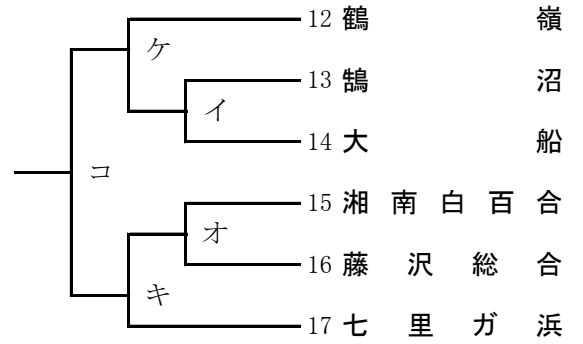 12 鶴嶺
ケ
13 鵠沼
イ
14 大船
コ
15 湘南白百合
オ
16 藤沢総合
キ
17 七里ガ浜